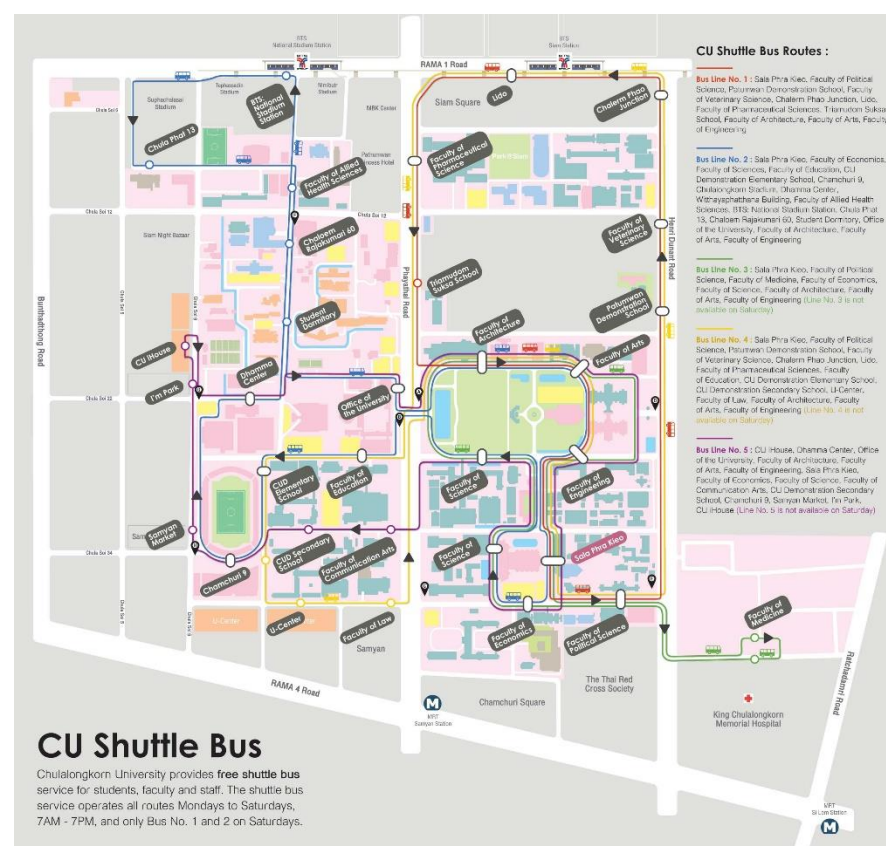 BTS
National Stadium Station
BTS
Siam Station
RAMA 1 Road
CU Shuttle Bus Routes :
Bus Line No. 1 : Sala Phra Kieo, Faculty of Political
Science, Patumwan Demonstration School, Faculty
of Veterinary Science, Chalerm Phao Junction, Lido,
Faculty of Pharmaceutical Sciences, Triamudom Suksa
School, Faculty of Architecture, Faculty of Arts, Faculty
of Engineering
Bus Line No. 2 : Sala Phra Kieo, Faculty of Economics,
Faculty of Sciences, Faculty of Education, CU
Demonstration Elementary School, Chamchuri 9,
Chulalongkorn Stadium, Dhamma Center,
Witthayaphatthana Building, Faculty of Allied Health
Sciences, BTS: National Stadium Station, Chula Phat
13, Chaloem Rajakumari 60, Student Dormitory, Office
of the University, Faculty of Architecture, Faculty
of Arts, Faculty of Engineering
Bus Line No. 3 : Sala Phra Kieo, Faculty of Political
Science, Faculty of Medicine, Faculty of Economics,
Faculty of Science, Faculty of Architecture, Faculty
of Arts, Faculty of Engineering (Line No. 3 is not
available on Saturday)
Bus Line No. 4 : Sala Phra Kieo, Faculty of Political
Science, Patumwan Demonstration School, Faculty
of Veterinary Science, Chalerm Phao Junction, Lido,
Faculty of Pharmaceutical Sciences, Faculty
of Education, CU Demonstration Elementary School,
CU Demonstration Secondary School, U-Center,
Faculty of Law, Faculty of Architecture, Faculty
of Arts, Faculty of Engineering (Line No. 4 is not
available on Saturday)
Bus Line No. 5 : CU iHouse, Dhamma Center, Office
of the University, Faculty of Architecture, Faculty
of Arts, Faculty of Engineering, Sala Phra Kieo,
Faculty of Economics, Faculty of Science, Faculty of
Communication Arts, CU Demonstration Secondary
School, Chamchuri 9, Samyan Market, I'm Park,
CU iHouse (Line No. 5 is not available on Saturday)
Suphachalasai
Stadium
Stadium
Stadium
MBK Center
Siam Square
Lido
Chalerm Phao
Junction
BTS:
National
Stadium
Station
Chula Phat 13
Faculty of Allied
Health Sciences
Faculty of
Pharmaceutical
Science
Chula Soi 12
Chula Soi 12
Siam Night Bazaar
Chaloem
Rajakumari 60
Phayathai Road
Henri Dunant Road
Faculty of
Veterinary
Science
Triamudom
Suksa School
Patumwan
Demonstration
School
Bunthadthong Road
Student
Dormitory
Faculty of
Architecture
Faculty of Arts
CU iHouse
I'm Park
Dhamma
Center
Office of
the University
CUD
Elementary
School
Faculty of
Education
Faculty of
Science
Faculty of
Engineering
Samyan
Market
Chamchuri 9
CUD Secondary
School
Faculty of
Communication Arts
Faculty of
Science
Sala Phra Kieo
U-Center
U-Center
Faculty of Law
Samyan
Faculty of
Economics
Faculty of
Political Science
Faculty of
Medicine
RAMA 4 Road
M
MRT
Samyan Station
Chamchuri Square
The Thai Red
Cross Society
King Chulalongkorn
Memorial Hospital
Ratchadamri Road
MRT
Si Lom Station
M
CU Shuttle Bus
Chulalongkorn University provides free shuttle bus
service for students, faculty and staff. The shuttle bus
service operates all routes Mondays to Saturdays,
7AM - 7PM, and only Bus No. 1 and 2 on Saturdays.